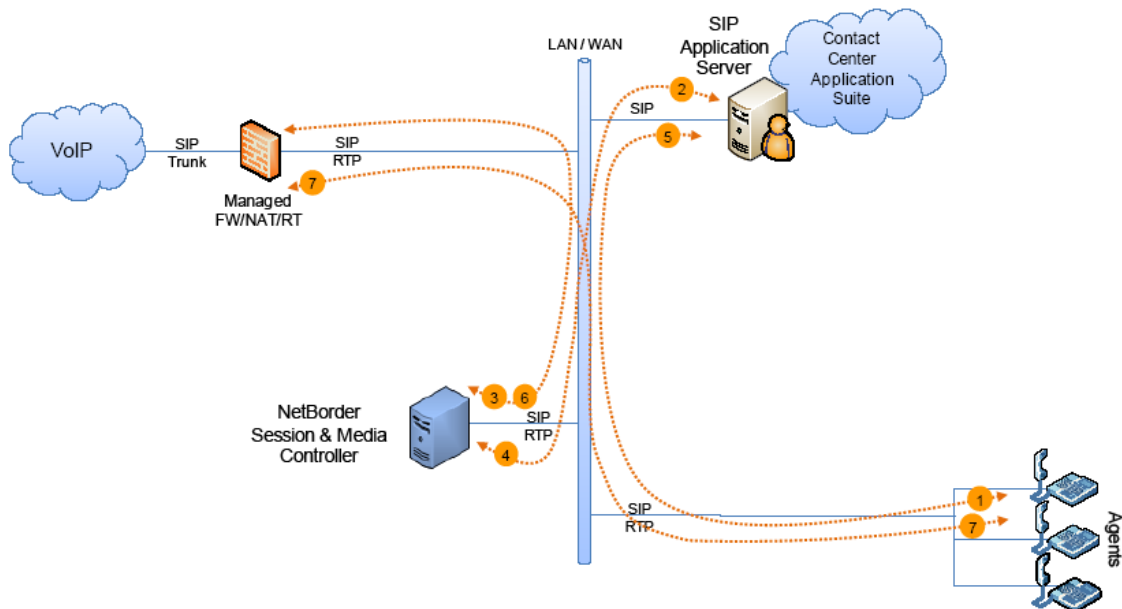 SIP
Application
Server
Contact
Center
Application
Suite
LAN / WAN
2
SIP
5
VoIP
SIP
Trunk
SIP
RTP
7
Managed
FW/NAT/RT
3
6
NetBorder
Session & Media
Controller
SIP
RTP
4
SIP
RTP
1
7
Agents